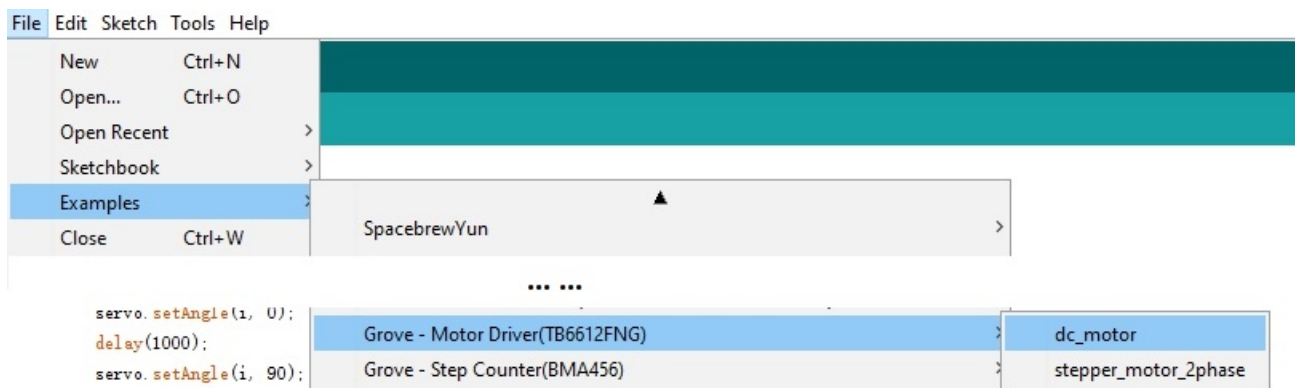 File Edit Sketch Tools Help
New Ctrl+N
Open... Ctrl+O
Open Recent
Sketchbook
Examples
Close Ctrl+W
SpacebrewYun
... ...
servo.setAngle(i, 0);
delay(1000);
servo.setAngle(i, 90);
Grove - Motor Driver(TB6612FNG)
Grove - Step Counter(BMA456)
dc_motor
stepper_motor_2phase